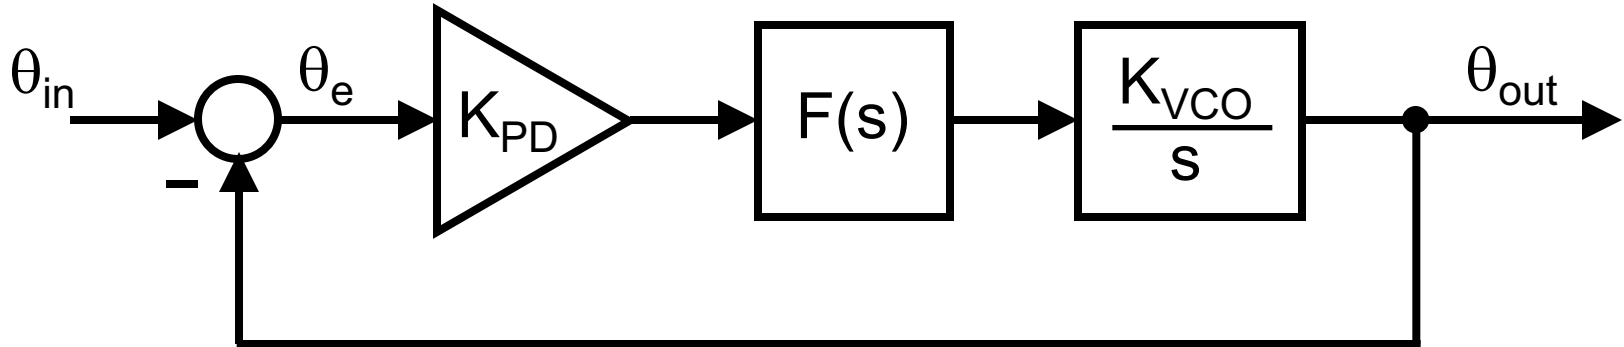 θin
θe
KPD
F(s)
KVCO
s
θout
−